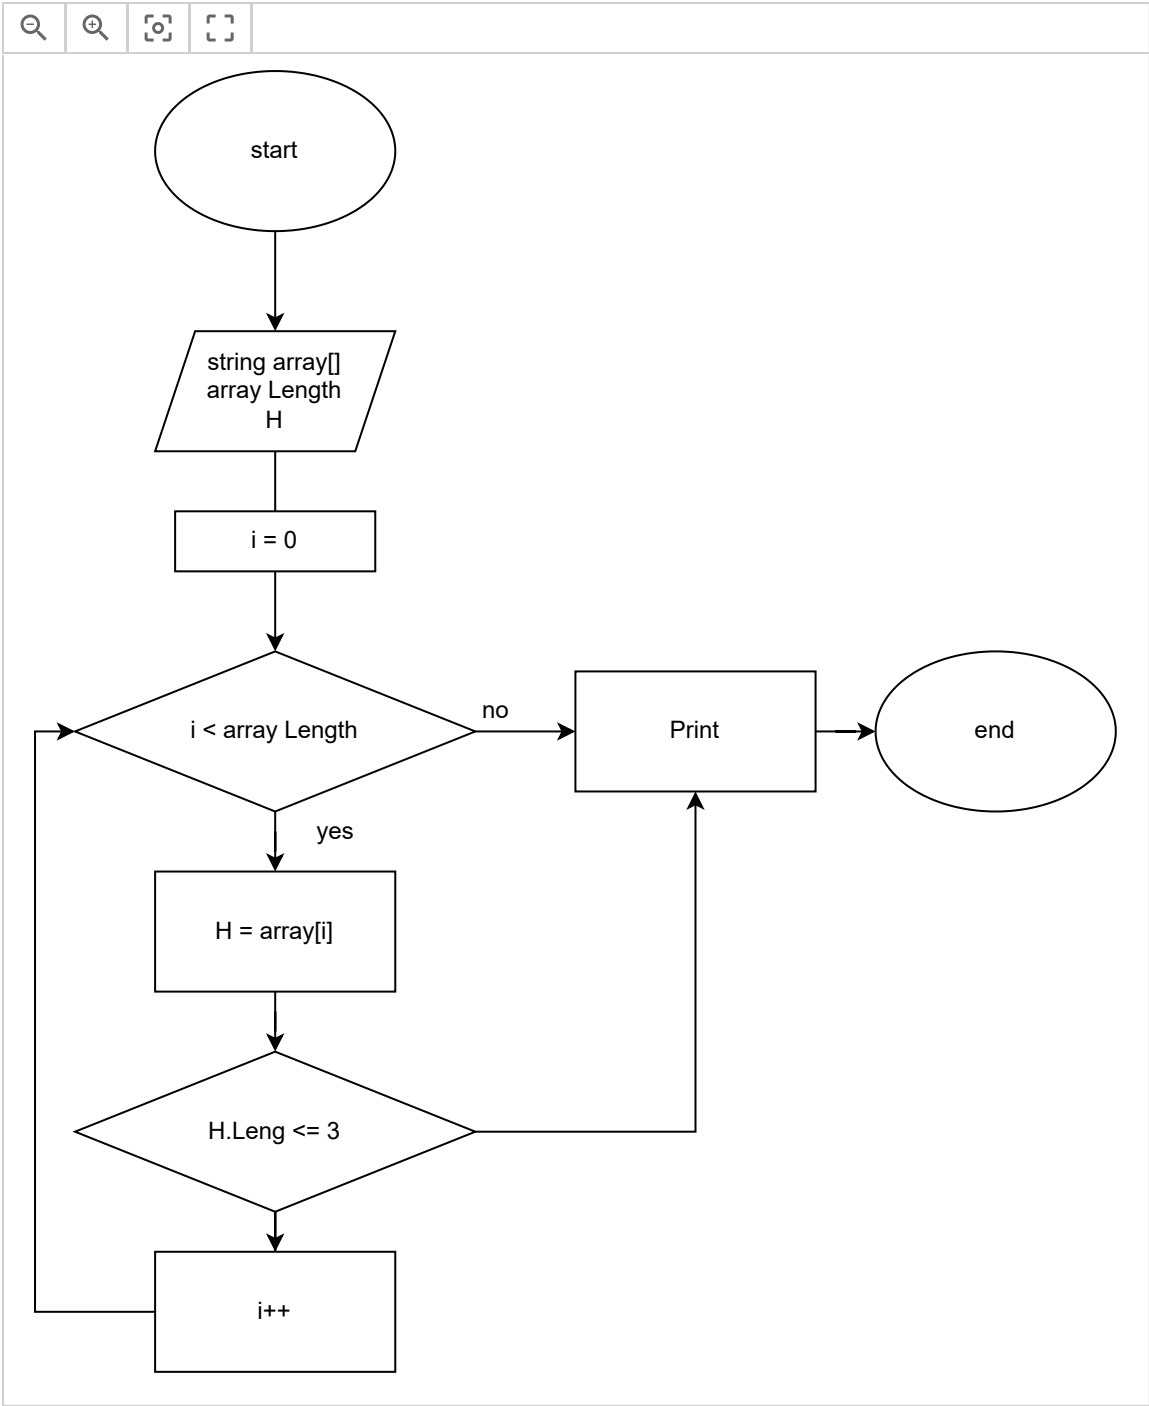 start
string array[]
array Length
H
i = 0
i < array Length
no
Print
end
yes
H = array[i]
H.Leng <= 3
i++